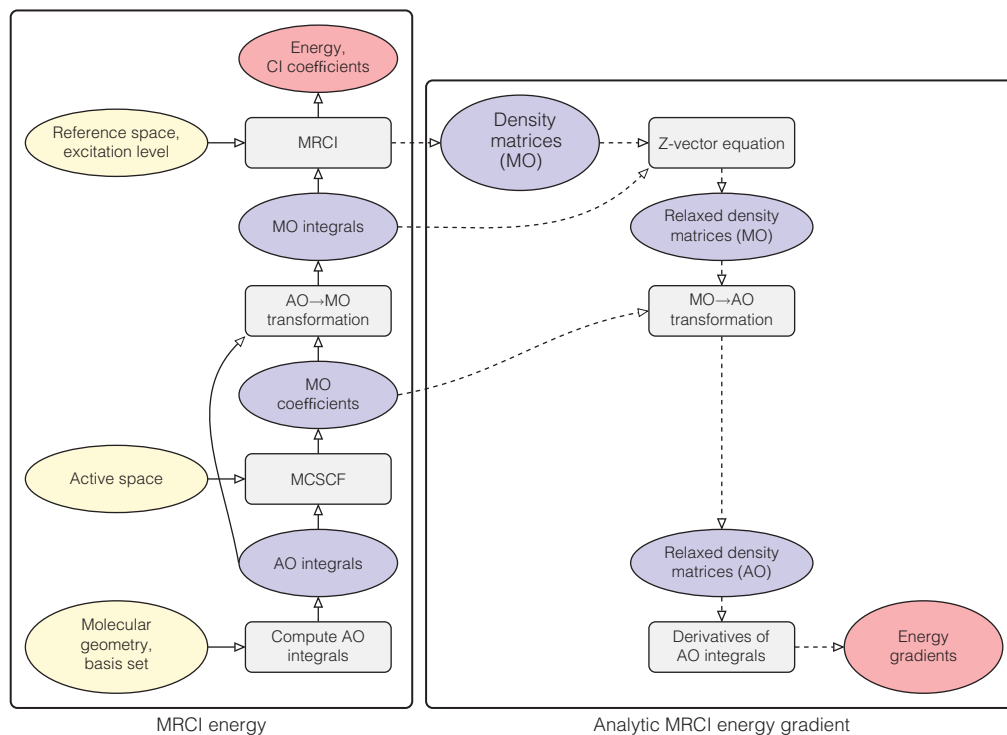 Energy,
CI coefficients
Reference space,
excitation level
MRCI
MO integrals
AO→MO
transformation
MO
coefficients
Active space
MCSCF
AO integrals
Molecular
geometry,
basis set
Compute AO
integrals
MRCI energy
Density
matrices
(MO)
Z-vector equation
Relaxed density
matrices (MO)
MO→AO
transformation
Relaxed density
matrices (AO)
Derivatives of
AO integrals
Energy
gradients
Analytic MRCI energy gradient